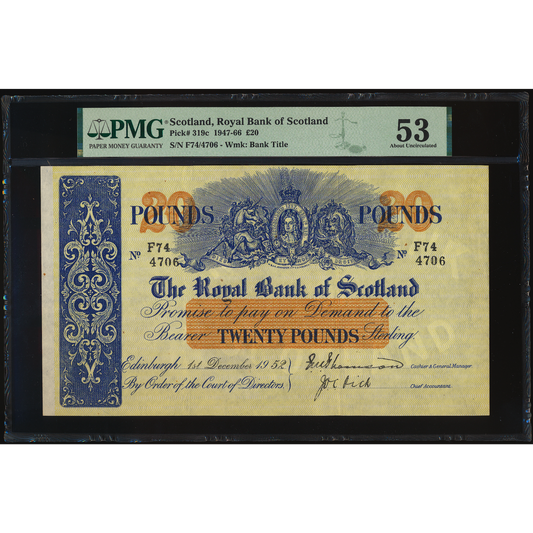 PMG
PAPER MONEY GUARANTY
Scotland, Royal Bank of Scotland
Pick# 319c 1947-66 £20
S/N F74/4706 - Wmk: Bank Title
53
About Uncirculated
20 20
POUNDS POUNDS
Nº F74 4706
Nº F74 4706
The Royal Bank of Scotland
Promise to pay on Demand to the
Bearer TWENTY POUNDS Sterling.
Edinburgh 1st December 1952
Cashier & General Manager.
By Order of the Court of Directors.
Chief Accountant.